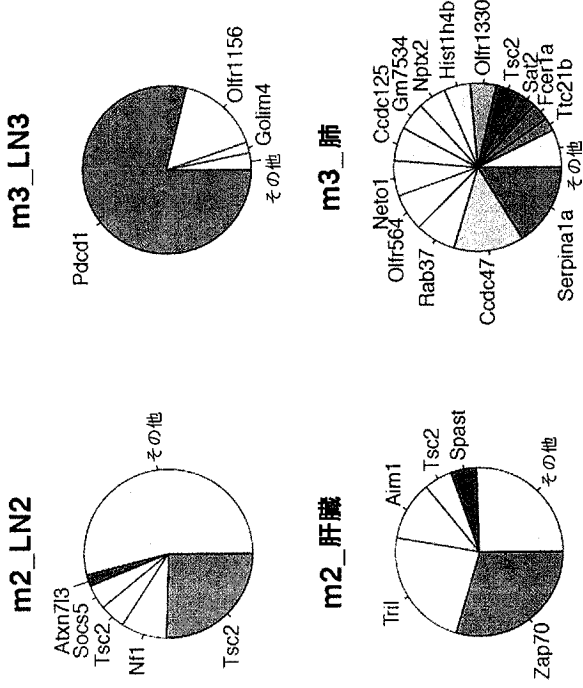 m2_LN2
Atxn7l3
Socs5
Tsc2
Nf1
Tsc2
その他
m3_LN3
Pdcd1
Olfr1156
Golim4
その他
m2_肝臓
Tril
Aim1
Tsc2
Spast
その他
Zap70
m3_肺
Ccdc125
Gm7534
Nptx2
Hist1h4b
Olfr1330
Tsc2
Sat2
Fcer1a
Ttc21b
その他
Serpina1a
Ccdc47
Rab37
Olfr564
Neto1